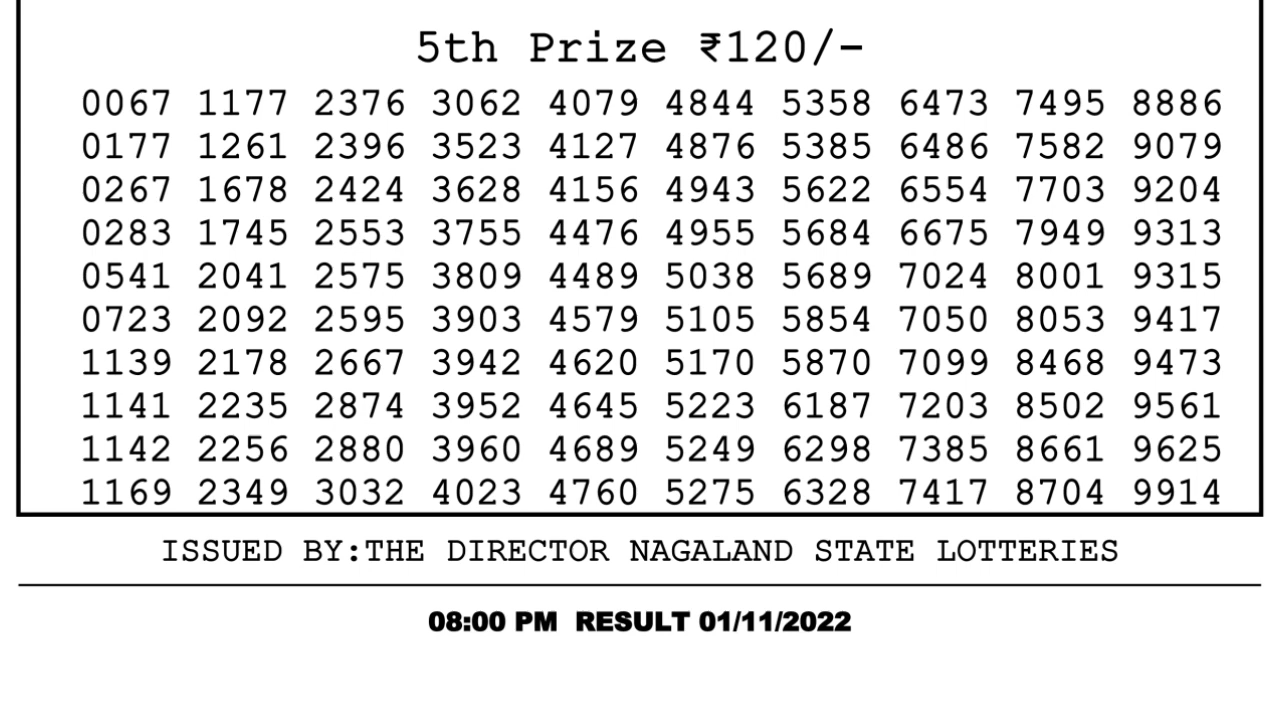 5th Prize ₹120/-
0067 1177 2376 3062 4079 4844 5358 6473 7495 8886
0177 1261 2396 3523 4127 4876 5385 6486 7582 9079
0267 1678 2424 3628 4156 4943 5622 6554 7703 9204
0283 1745 2553 3755 4476 4955 5684 6675 7949 9313
0541 2041 2575 3809 4489 5038 5689 7024 8001 9315
0723 2092 2595 3903 4579 5105 5854 7050 8053 9417
1139 2178 2667 3942 4620 5170 5870 7099 8468 9473
1141 2235 2874 3952 4645 5223 6187 7203 8502 9561
1142 2256 2880 3960 4689 5249 6298 7385 8661 9625
1169 2349 3032 4023 4760 5275 6328 7417 8704 9914
ISSUED BY:THE DIRECTOR NAGALAND STATE LOTTERIES
08:00 PM RESULT 01/11/2022